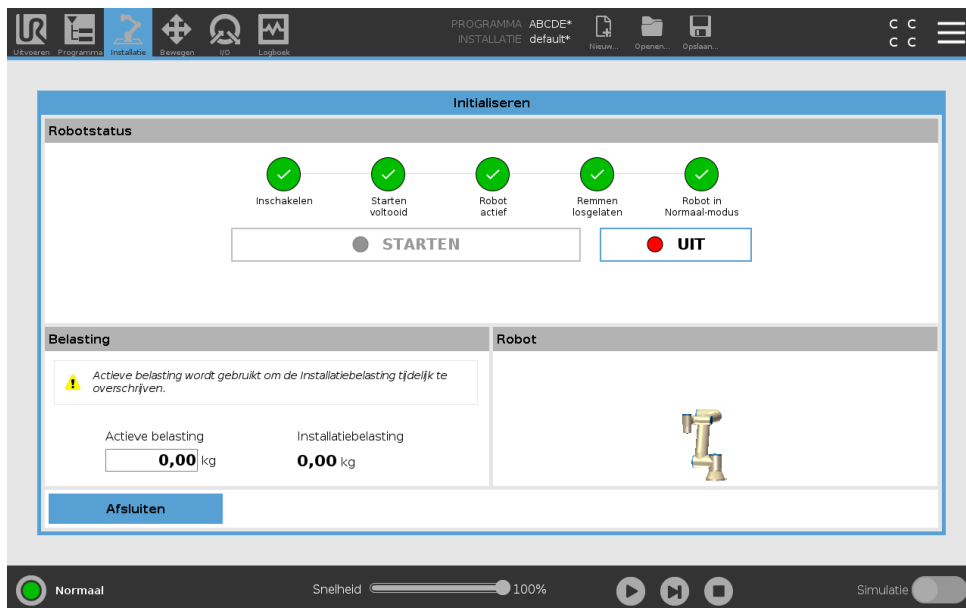 UR
PROGRAMMA ABCDE*
INSTALLATIE default*
Uitvoeren Programma Installatie Bewegen I/O Logboek Nieuw... Openen... Opslaan...
C C
C C
Initialiseren
Robotstatus
Inschakelen
Starten
voltooid
Robot
actief
Remmen
losgelaten
Robot in
Normaal-modus
STARTEN UIT
Belasting
Actieve belasting wordt gebruikt om de Installatiebelasting tijdelijk te
overschrijven.
Actieve belasting Installatiebelasting
0,00 kg 0,00 kg
Robot
Afsluiten
Normaal Snelheid 100% Simulatie